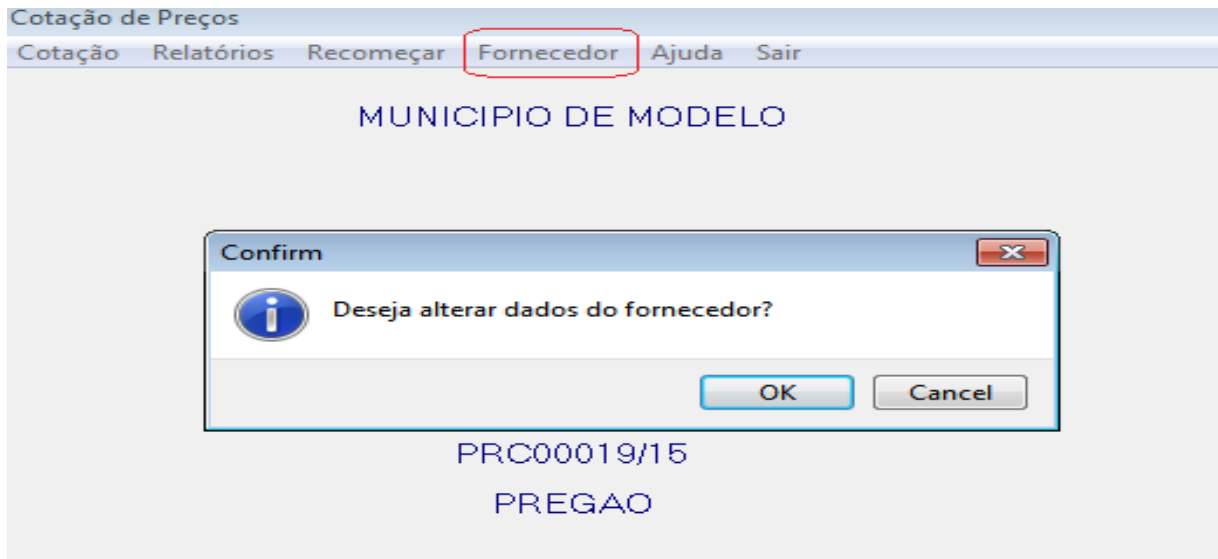 Cotação de Preços
Cotação Relatórios Recomeçar Fornecedor Ajuda Sair
MUNICIPIO DE MODELO
Confirm
Deseja alterar dados do fornecedor?
OK Cancel
PRC00019/15
PREGAO